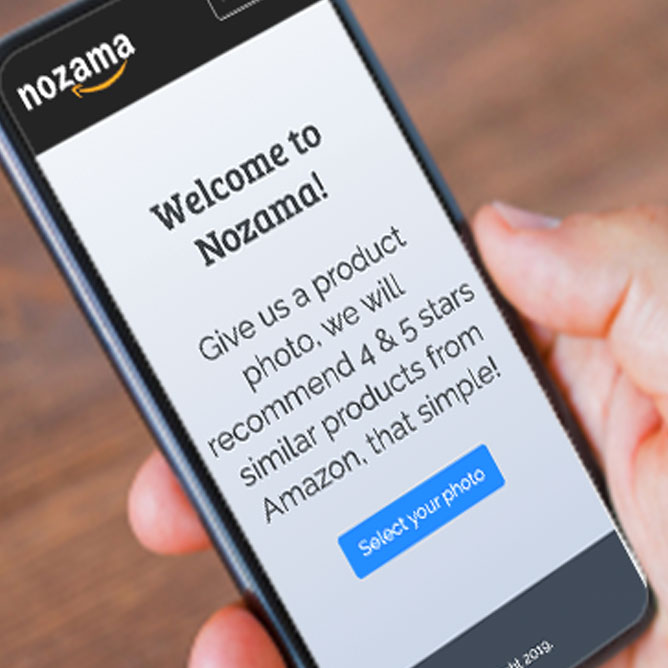 nozama
Welcome to
Nozama!
Give us a product
photo, we will
recommend 4 & 5 stars
similar products from
Amazon, that simple!
Select your photo
2019.